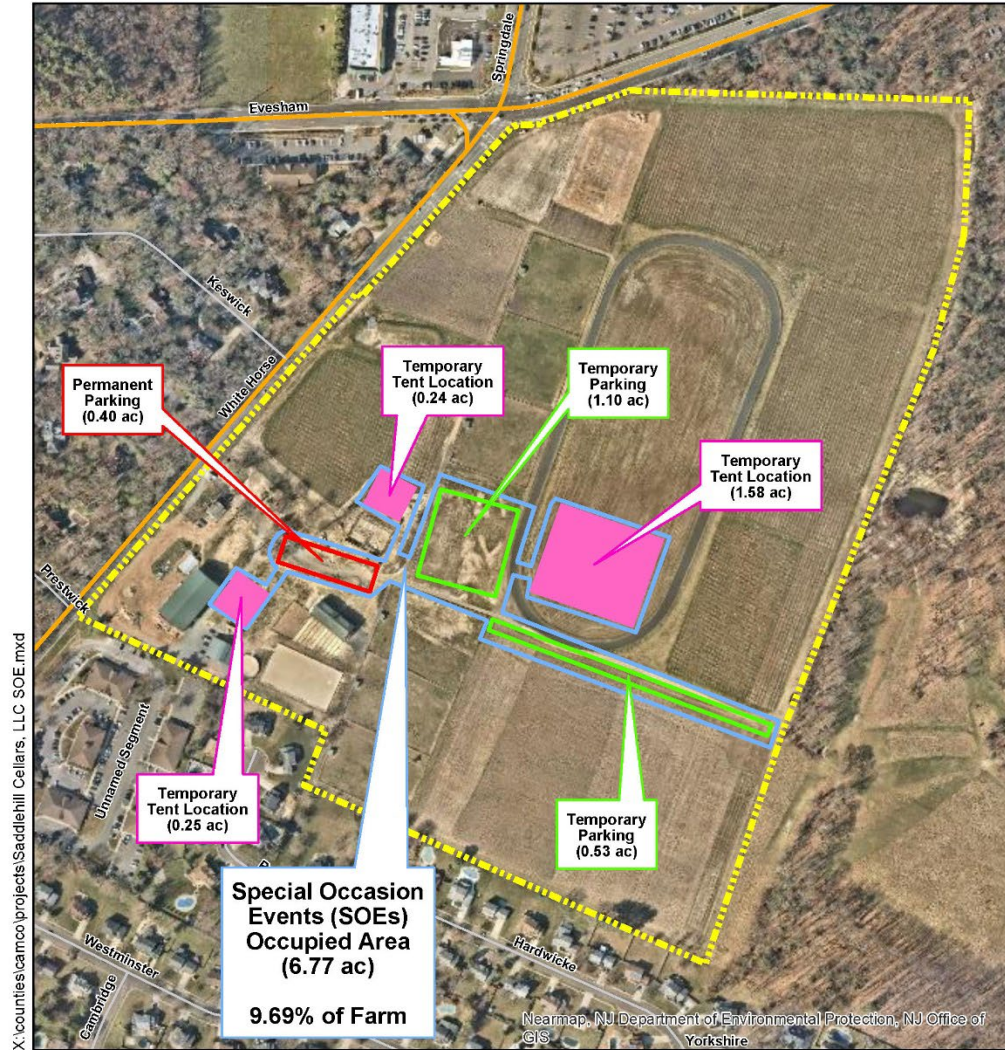 Springdale
Evesham
Keswick
White Horse
Prestwick
Permanent
Parking
(0.40 ac)
Temporary
Tent Location
(0.24 ac)
Temporary
Parking
(1.10 ac)
Temporary
Tent Location
(1.58 ac)
Unnamed Segment
Temporary
Tent Location
(0.25 ac)
Temporary
Parking
(0.53 ac)
Special Occasion
Events (SOEs)
Occupied Area
(6.77 ac)
9.69% of Farm
Westminster
Cambridge
Hardwicke
Yorkshire
Nearmap, NJ Department of Environmental Protection, NJ Office of
GIS
X:\counties\camco\projects\Saddlehill Cellars, LLC SOE.mxd